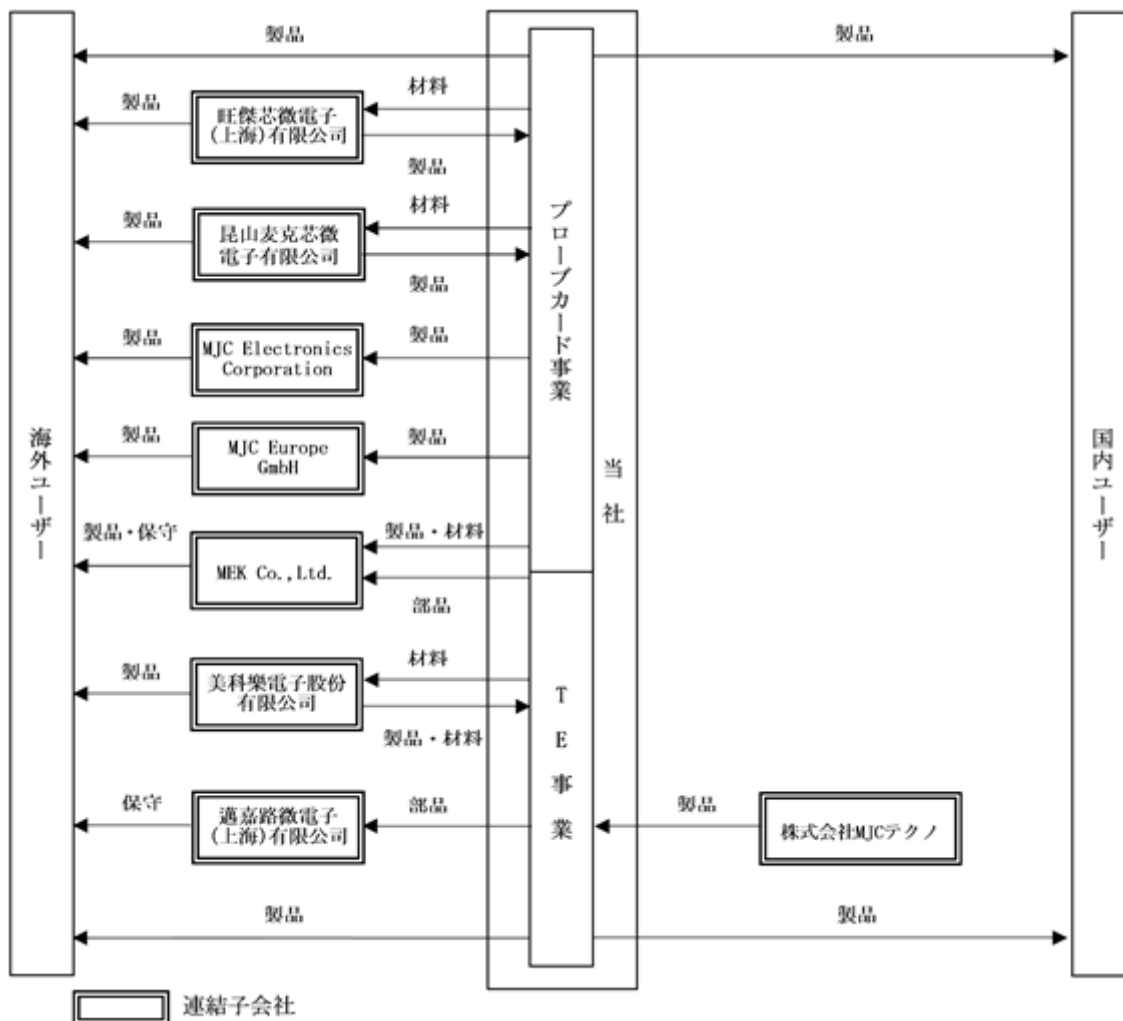 製品
製品
材料
製品
旺傑芯微電子
(上海)有限公司
製品
材料
製品
昆山麦克芯微
電子有限公司
製品
プローブカード事業
製品
製品
MJC Electronics
Corporation
製品
製品
MJC Europe
GmbH
海外ユーザー
当社
国内ユーザー
製品・保守
製品・材料
MEK Co.,Ltd.
部品
材料
製品
美科樂電子股份
有限公司
製品・材料
TE事業
保守
部品
邁嘉路微電子
(上海)有限公司
製品
株式会社MJCテクノ
製品
製品
連結子会社